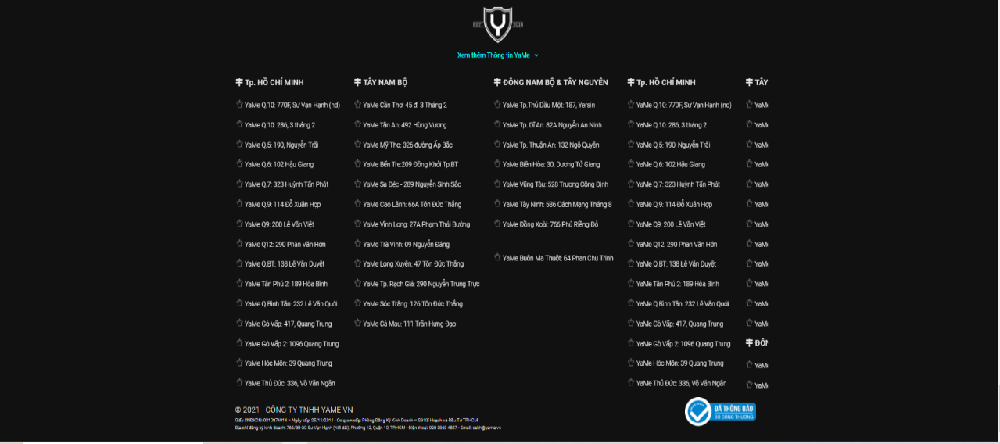 EST. 2010
Xem thêm Thông tin YaMe
Tp. HỒ CHÍ MINH
YaMe Q.10: 770F, Sư Vạn Hạnh (nd)
YaMe Q.10: 286, 3 tháng 2
YaMe Q.5: 190, Nguyễn Trãi
YaMe Q.6: 102 Hậu Giang
YaMe Q.7: 323 Huỳnh Tấn Phát
YaMe Q.9: 114 Đỗ Xuân Hợp
YaMe Q9: 200 Lê Văn Việt
YaMe Q12: 290 Phan Văn Hớn
YaMe Q.BT: 138 Lê Văn Duyệt
YaMe Tân Phú 2: 189 Hòa Bình
YaMe Q.Bình Tân: 232 Lê Văn Quới
YaMe Gò Vấp: 417, Quang Trung
YaMe Gò Vấp 2: 1096 Quang Trung
YaMe Hóc Môn: 39 Quang Trung
YaMe Thủ Đức: 336, Võ Văn Ngân
TÂY NAM BỘ
YaMe Cần Thơ: 45 đ. 3 Tháng 2
YaMe Tân An: 492 Hùng Vương
YaMe Mỹ Tho: 326 đường Ấp Bắc
YaMe Bến Tre:209 Đồng Khởi Tp.BT
YaMe Sa Đéc - 289 Nguyễn Sinh Sắc
YaMe Cao Lãnh: 66A Tôn Đức Thắng
YaMe Vĩnh Long: 27A Phạm Thái Bường
YaMe Trà Vinh: 09 Nguyễn Đáng
YaMe Long Xuyên: 47 Tôn Đức Thắng
YaMe Tp. Rạch Giá: 290 Nguyễn Trung Trực
YaMe Sóc Trăng: 126 Tôn Đức Thắng
YaMe Cà Mau: 111 Trần Hưng Đạo
ĐÔNG NAM BỘ & TÂY NGUYÊN
YaMe Tp.Thủ Dầu Một: 187, Yersin
YaMe Tp. Dĩ An: 82A Nguyễn An Ninh
YaMe Tp. Thuận An: 132 Ngô Quyền
YaMe Biên Hòa: 30, Dương Tử Giang
YaMe Vũng Tàu: 528 Trương Công Định
YaMe Tây Ninh: 586 Cách Mạng Tháng 8
YaMe Đồng Xoài: 766 Phú Riềng Đỏ
YaMe Buôn Ma Thuột: 64 Phan Chu Trinh
Tp. HỒ CHÍ MINH
YaMe Q.10: 770F, Sư Vạn Hạnh (nd)
YaMe Q.10: 286, 3 tháng 2
YaMe Q.5: 190, Nguyễn Trãi
YaMe Q.6: 102 Hậu Giang
YaMe Q.7: 323 Huỳnh Tấn Phát
YaMe Q.9: 114 Đỗ Xuân Hợp
YaMe Q9: 200 Lê Văn Việt
YaMe Q12: 290 Phan Văn Hớn
YaMe Q.BT: 138 Lê Văn Duyệt
YaMe Tân Phú 2: 189 Hòa Bình
YaMe Q.Bình Tân: 232 Lê Văn Quới
YaMe Gò Vấp: 417, Quang Trung
YaMe Gò Vấp 2: 1096 Quang Trung
YaMe Hóc Môn: 39 Quang Trung
YaMe Thủ Đức: 336, Võ Văn Ngân
TÂY
© 2021 - CÔNG TY TNHH YAME VN
Giấy CNĐKDN: 0310974914 – Ngày cấp: 25/11/2011 - Cơ quan cấp: Phòng Đăng Ký Kinh Doanh – Sở Kế Hoạch và Đầu Tư TP.HCM
Địa chỉ đăng ký kinh doanh: 766/3B-3C Sư Vạn Hạnh (Nối dài), Phường 12, Quận 10, TP.HCM - Điện thoại: 028 3868 4857 - Email: cskh@yame.vn
ĐÃ THÔNG BÁO
BỘ CÔNG THƯƠNG